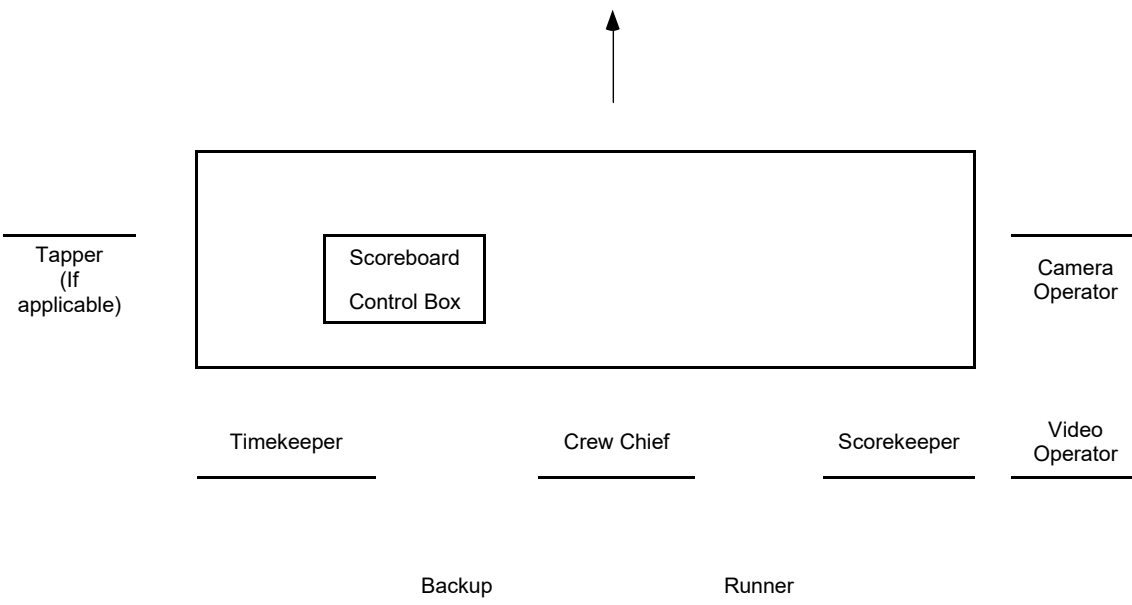 Tapper
(If
applicable)
Scoreboard
Control Box
Camera
Operator
Timekeeper
Crew Chief
Scorekeeper
Video
Operator
Backup
Runner